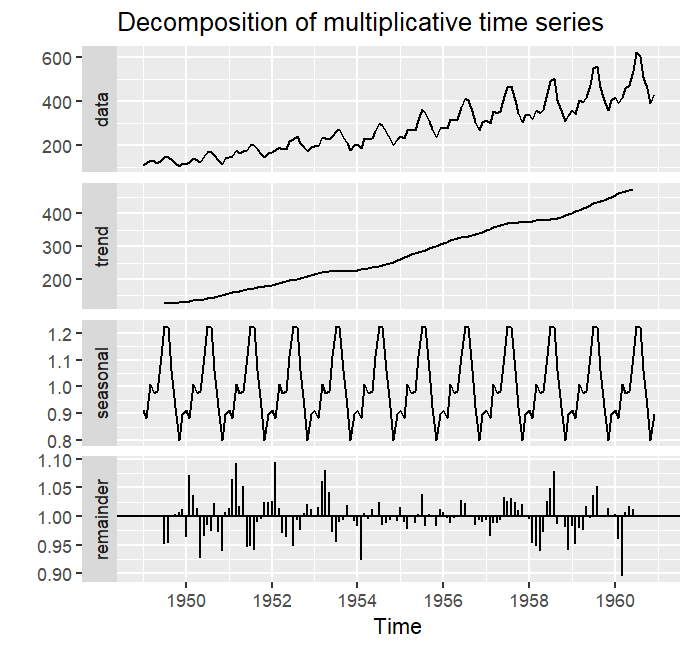 Decomposition of multiplicative time series
600
400
200
data
400
300
200
trend
1.2
1.1
1.0
0.9
0.8
seasonal
1.10
1.05
1.00
0.95
0.90
remainder
1950 1952 1954 1956 1958 1960
Time